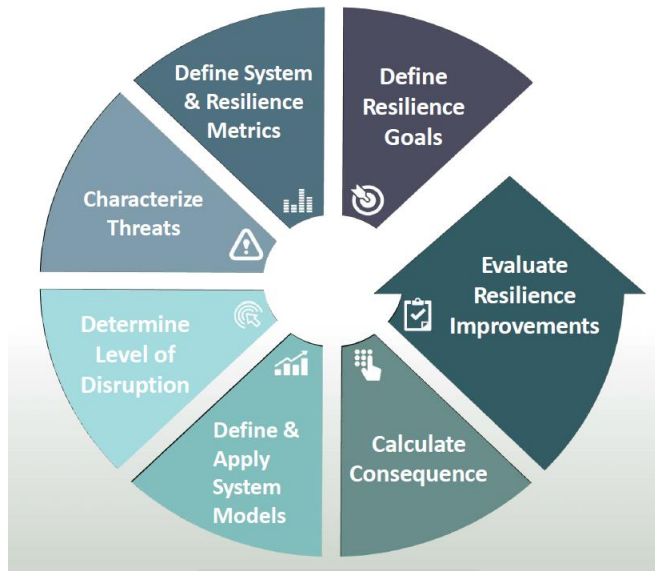 Define
Resilience
Goals
Define System
& Resilience
Metrics
Characterize
Threats
Determine
Level of
Disruption
Define &
Apply
System
Models
Calculate
Consequence
Evaluate
Resilience
Improvements